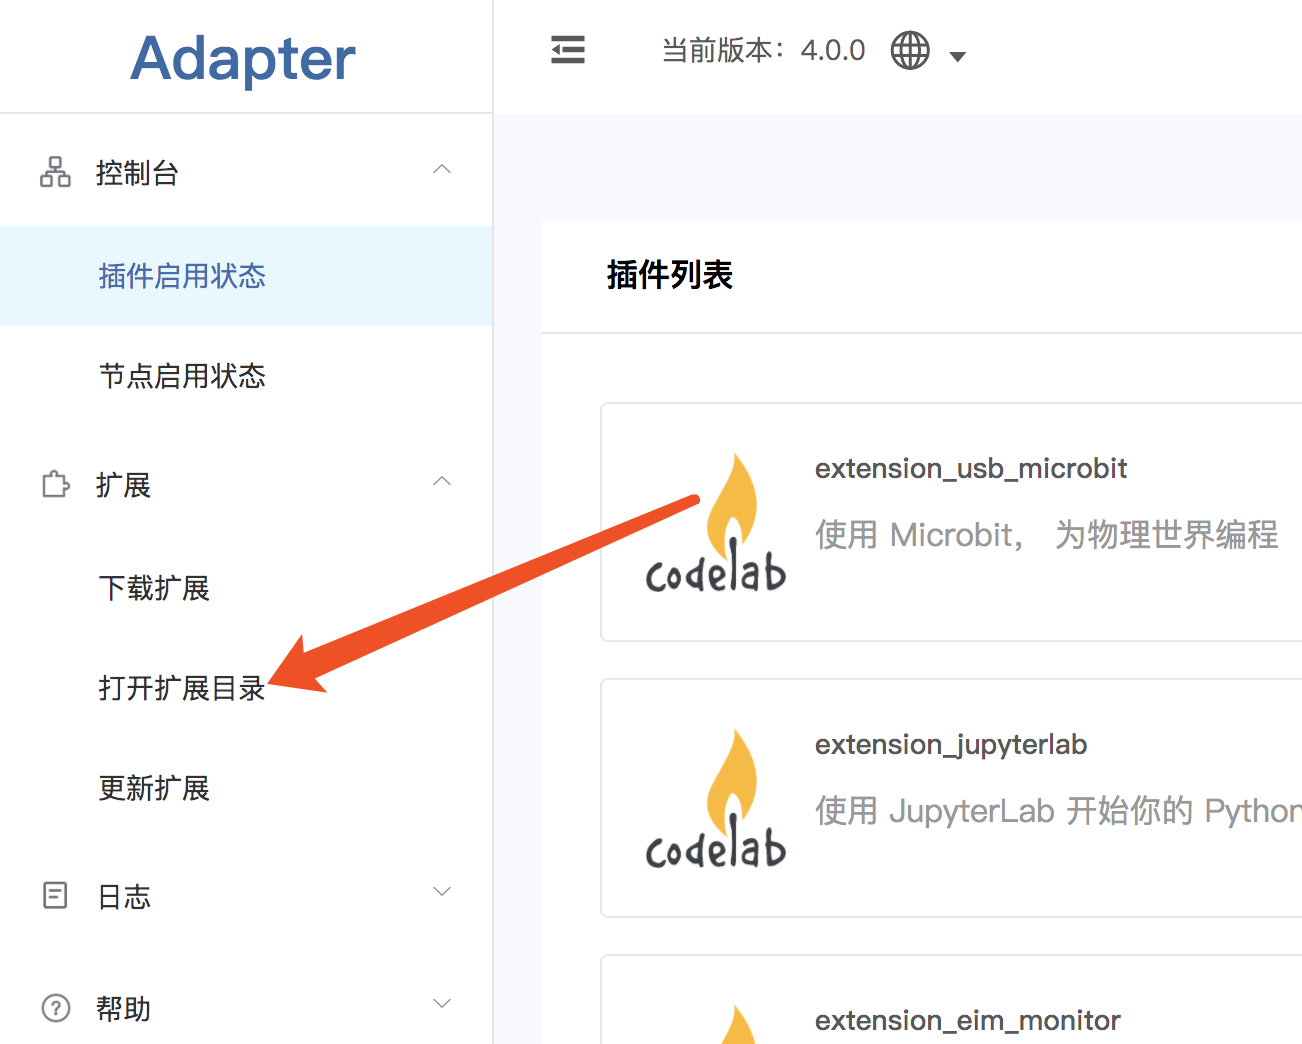 Adapter
当前版本：4.0.0
控制台
插件启用状态
节点启用状态
扩展
下载扩展
打开扩展目录
更新扩展
日志
帮助
插件列表
codelab
extension_usb_microbit
使用 Microbit， 为物理世界编程
codelab
extension_jupyterlab
使用 JupyterLab 开始你的 Python
extension_eim_monitor